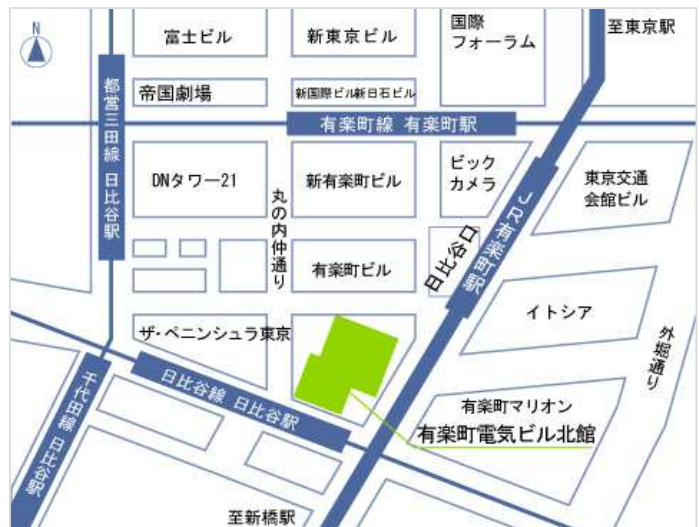 N
富士ビル
新東京ビル
国際
フォーラム
至東京駅
帝国劇場
新国際ビル新日石ビル
都営三田線 日比谷駅
有楽町線 有楽町駅
DNタワー21
新有楽町ビル
ビック
カメラ
東京交通
会館ビル
JR有楽町駅
丸の内仲通り
日比谷口
有楽町ビル
イトシア
外堀通り
ザ・ペニンシュラ東京
日比谷線 日比谷駅
千代田線 日比谷駅
有楽町マリオン
有楽町電気ビル北館
至新橋駅